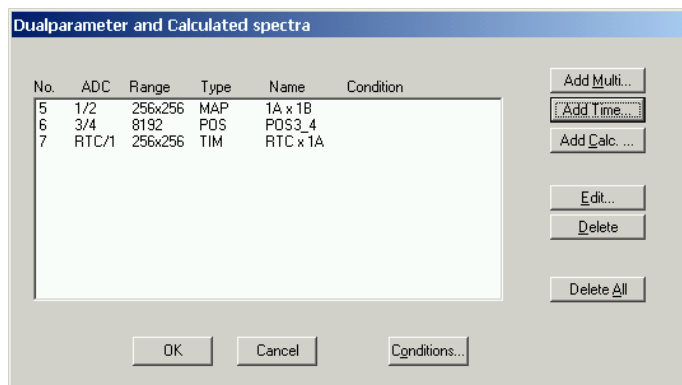 Dualparameter and Calculated spectra
No. ADC Range Type Name Condition
5 1/2 256x256 MAP 1A x 1B
6 3/4 8192 POS POS3_4
7 RTC/1 256x256 TIM RTC x 1A
Add Multi...
Add Time...
Add Calc. ...
Edit...
Delete
Delete All
OK Cancel Conditions...